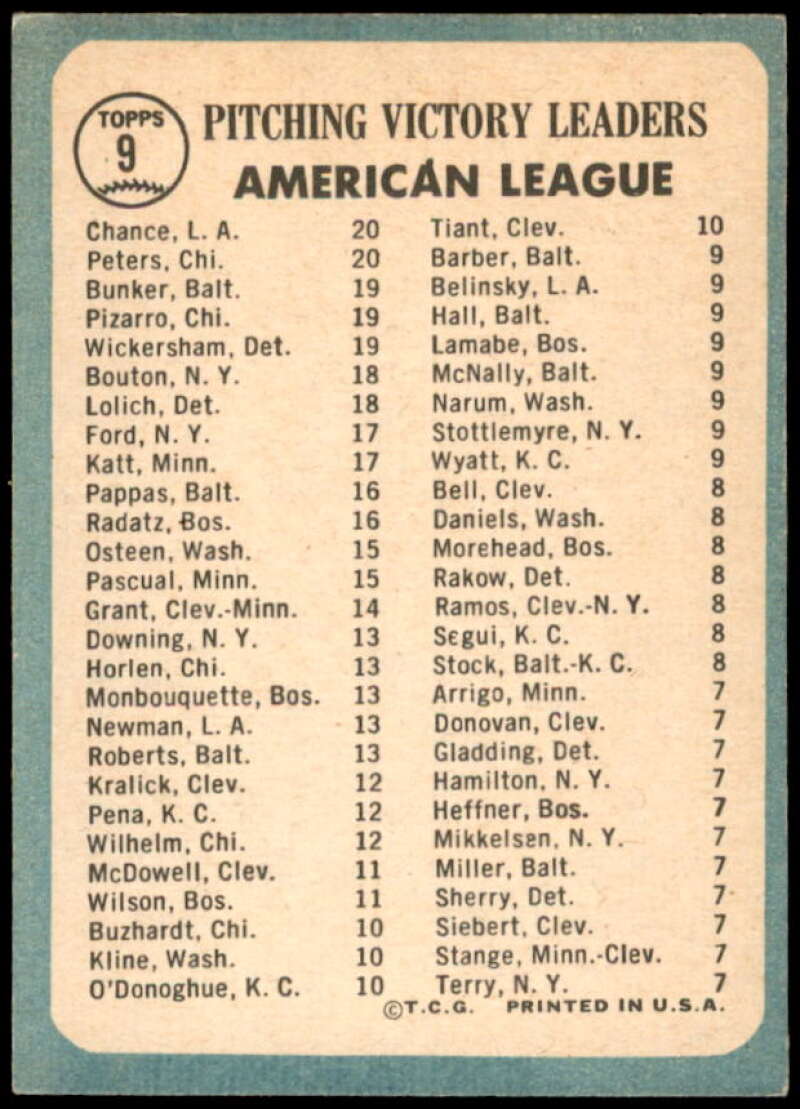 TOPPS
9
PITCHING VICTORY LEADERS
AMERICAN LEAGUE
Chance, L. A. 20
Peters, Chi. 20
Bunker, Balt. 19
Pizarro, Chi. 19
Wickersham, Det. 19
Bouton, N. Y. 18
Lolich, Det. 18
Ford, N. Y. 17
Katt, Minn. 17
Pappas, Balt. 16
Radatz, Bos. 16
Osteen, Wash. 15
Pascual, Minn. 15
Grant, Clev.-Minn. 14
Downing, N. Y. 13
Horlen, Chi. 13
Monbouquette, Bos. 13
Newman, L. A. 13
Roberts, Balt. 13
Kralick, Clev. 12
Pena, K. C. 12
Wilhelm, Chi. 12
McDowell, Clev. 11
Wilson, Bos. 11
Buzhardt, Chi. 10
Kline, Wash. 10
O'Donoghue, K. C. 10
Tiant, Clev. 10
Barber, Balt. 9
Belinsky, L. A. 9
Hall, Balt. 9
Lamabe, Bos. 9
McNally, Balt. 9
Narum, Wash. 9
Stottlemyre, N. Y. 9
Wyatt, K. C. 9
Bell, Clev. 8
Daniels, Wash. 8
Morehead, Bos. 8
Rakow, Det. 8
Ramos, Clev.-N. Y. 8
Segui, K. C. 8
Stock, Balt.-K. C. 8
Arrigo, Minn. 7
Donovan, Clev. 7
Gladding, Det. 7
Hamilton, N. Y. 7
Heffner, Bos. 7
Mikkelsen, N. Y. 7
Miller, Balt. 7
Sherry, Det. 7
Siebert, Clev. 7
Stange, Minn.-Clev. 7
Terry, N. Y. 7
©T.C.G. PRINTED IN U.S.A.